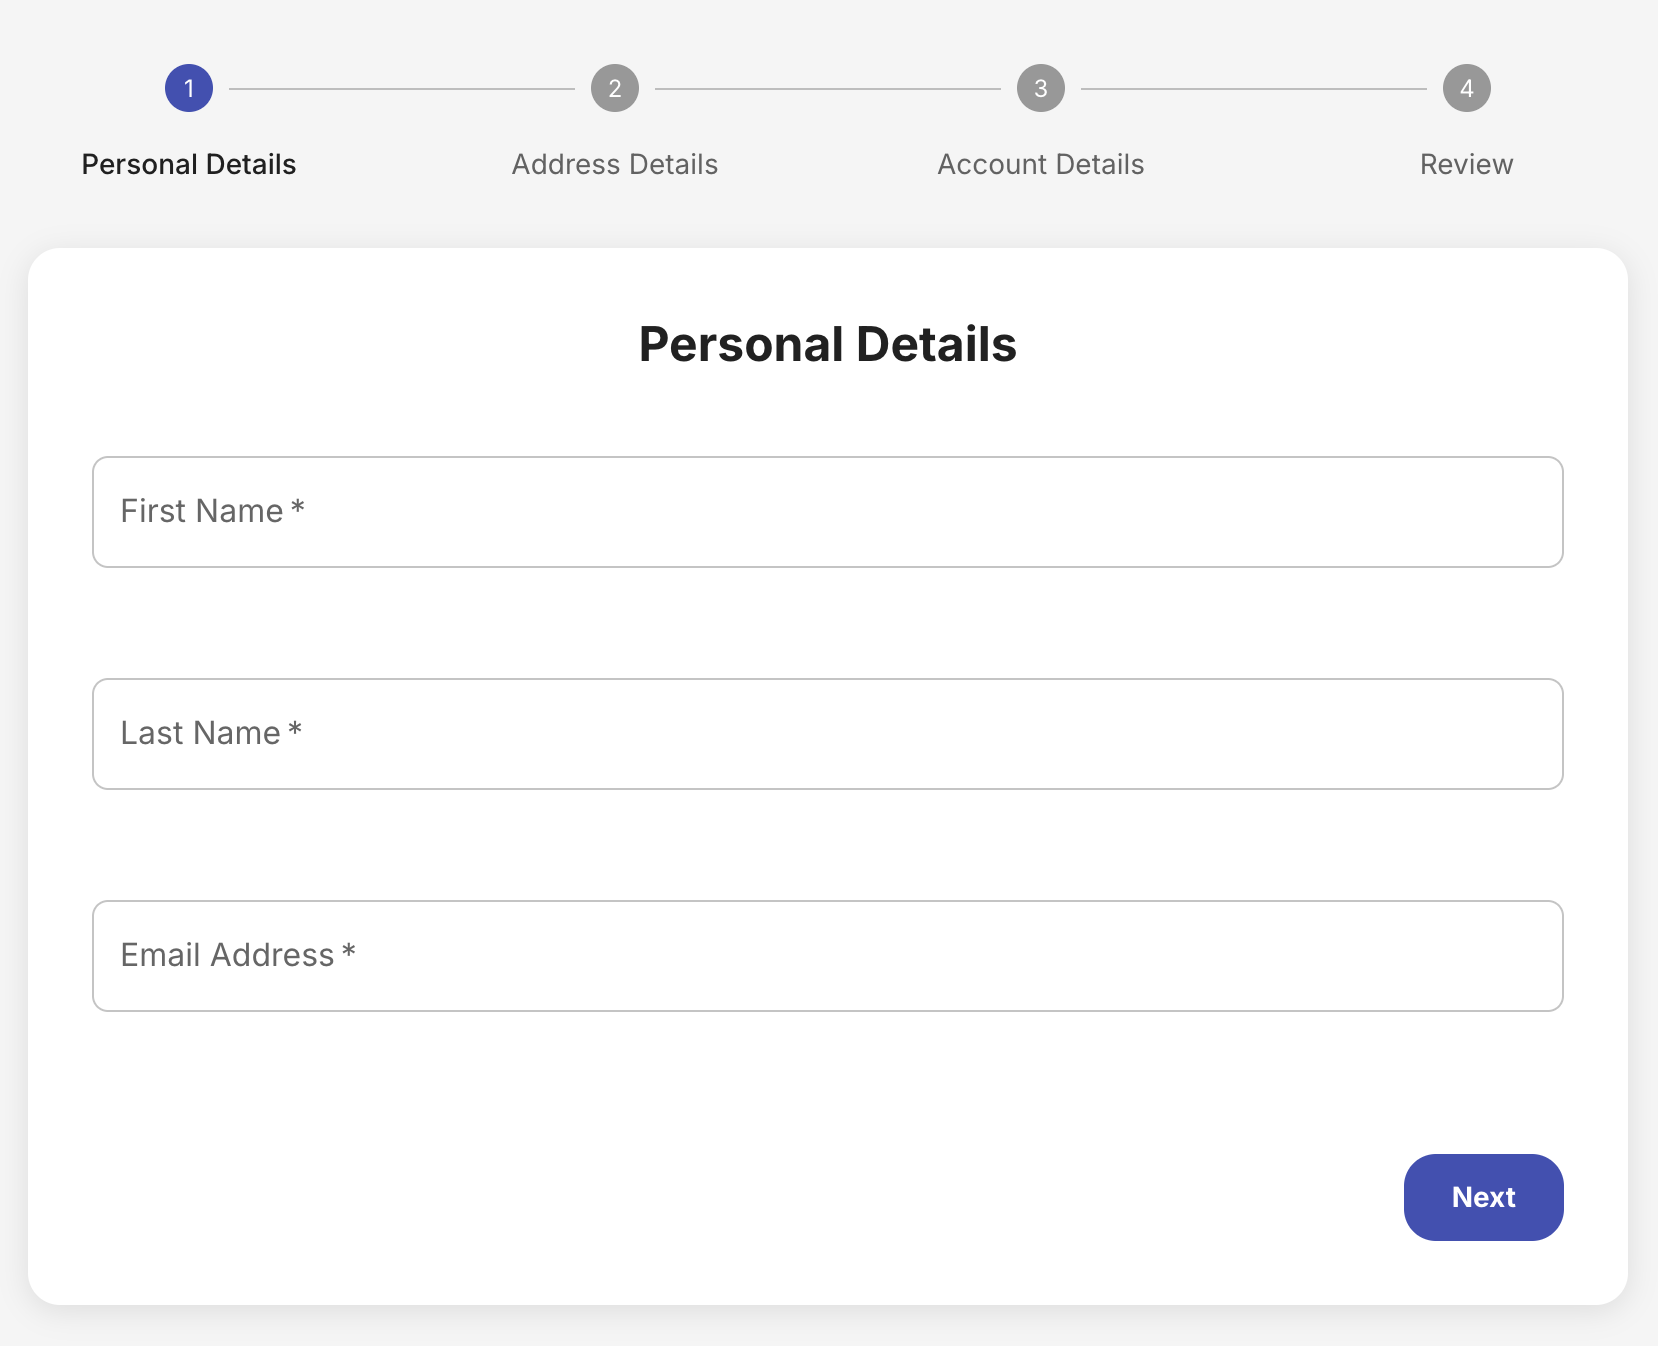 1 2 3 4
Personal Details Address Details Account Details Review
Personal Details
First Name *
Last Name *
Email Address *
Next